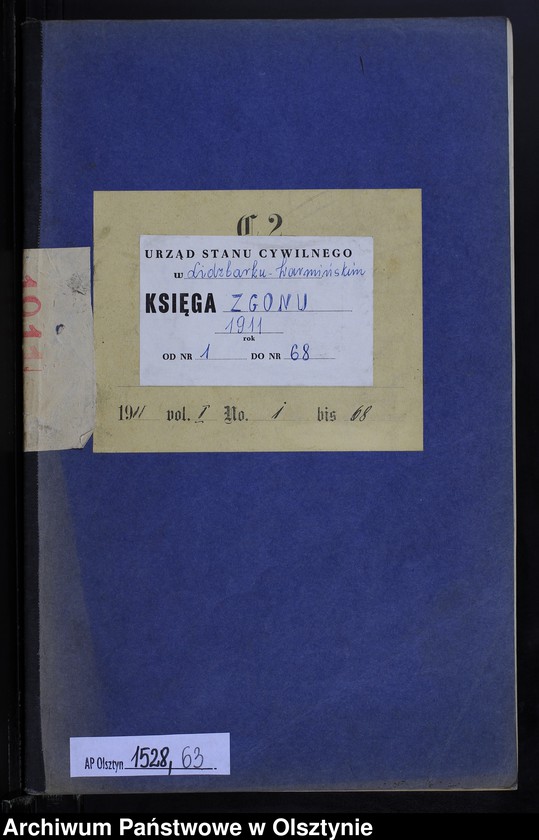 C 2
URZĄD STANU CYWILNEGO
w Lidzbarku-Warmińskim
KSIĘGA ZGONU
1911
rok
OD NR 1 DO NR 68
1911 vol. I No. 1 bis 68
1911
AP Olsztyn 1528, 63
Archiwum Państwowe w Olsztynie